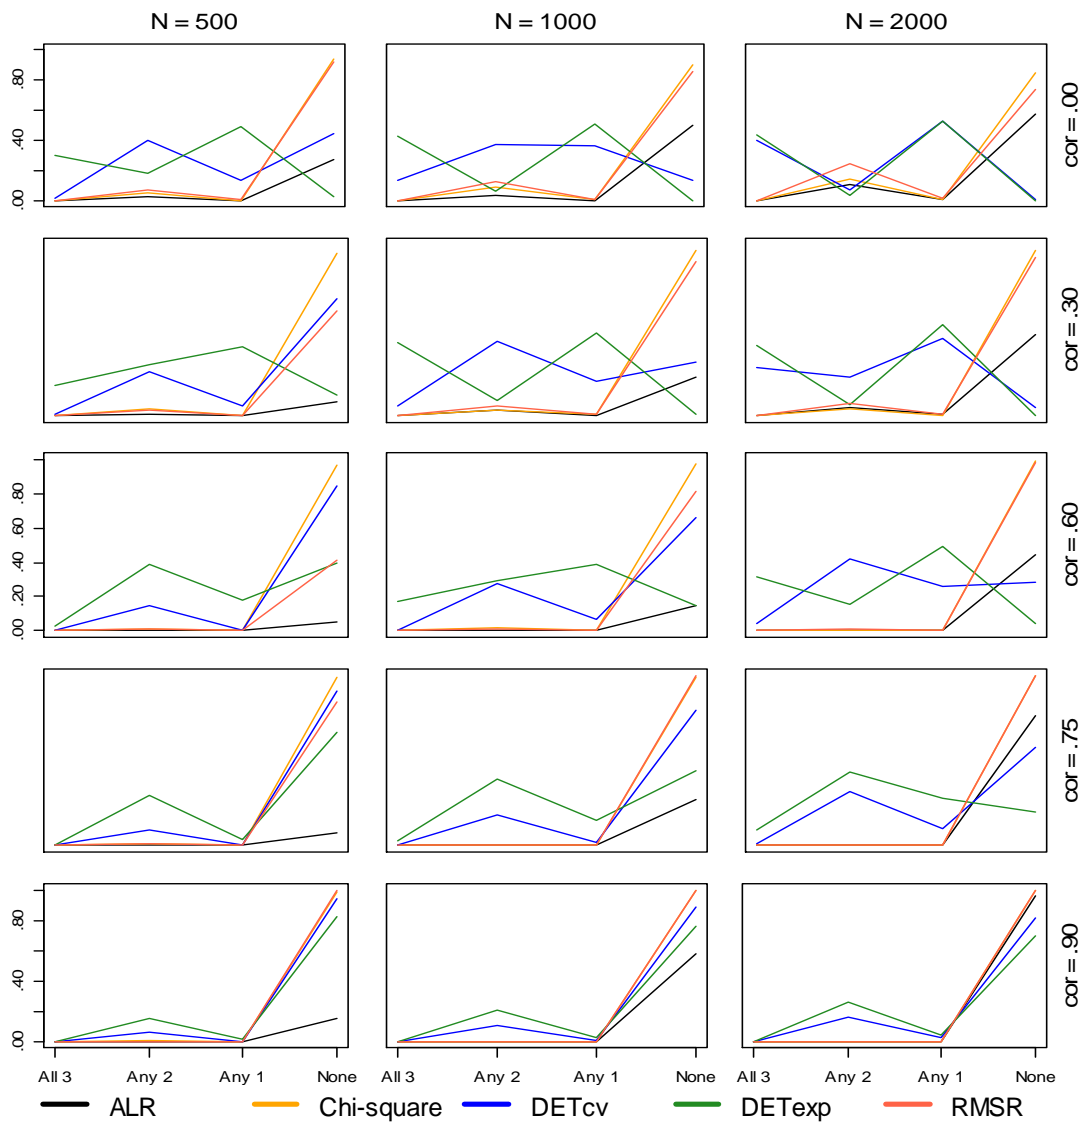 N = 500 N = 1000 N = 2000
.00 .40 .80
cor = .00
cor = .30
.00 .20 .40 .60 .80
cor = .60
cor = .75
.00 .40 .80
cor = .90
All 3 Any 2 Any 1 None All 3 Any 2 Any 1 None All 3 Any 2 Any 1 None
ALR Chi-square DETcv DETexp RMSR